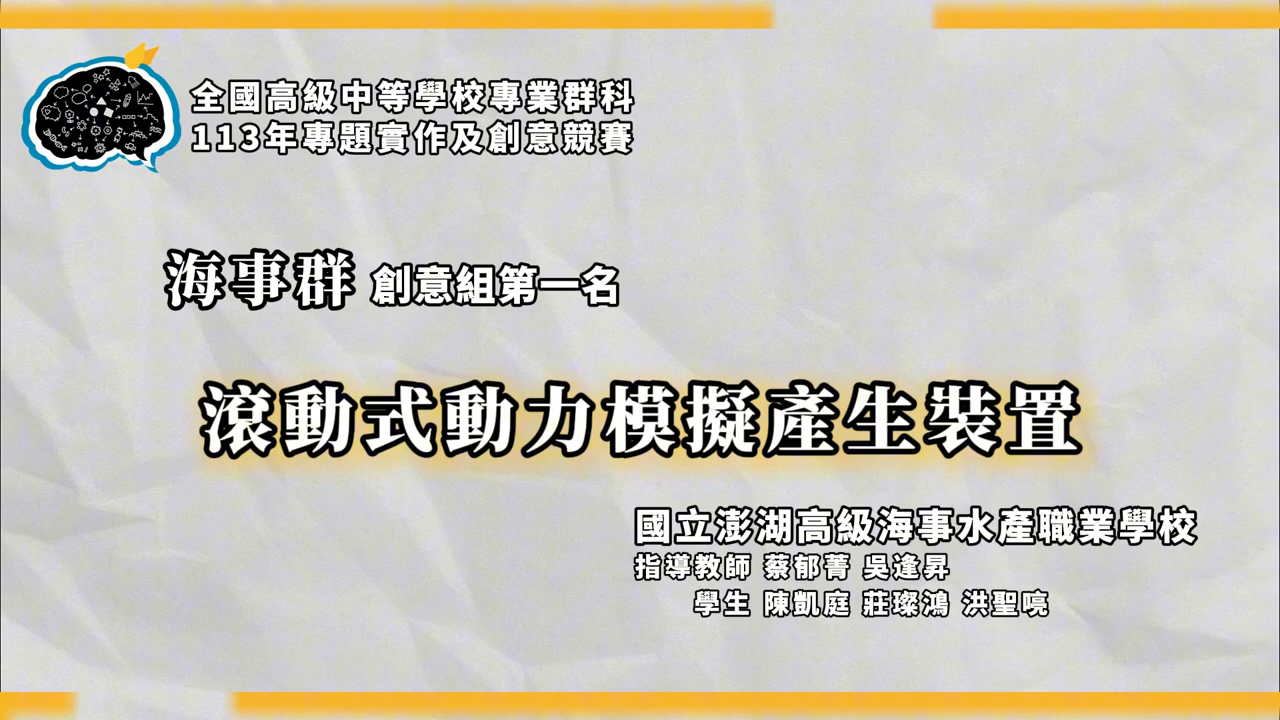 全國高級中等學校專業群科
113年專題實作及創意競賽
海事群 創意組第一名
滾動式動力模擬產生裝置
國立澎湖高級海事水產職業學校
指導教師 蔡郁菁 吳逢昇
學生 陳凱庭 莊璨鴻 洪聖喨